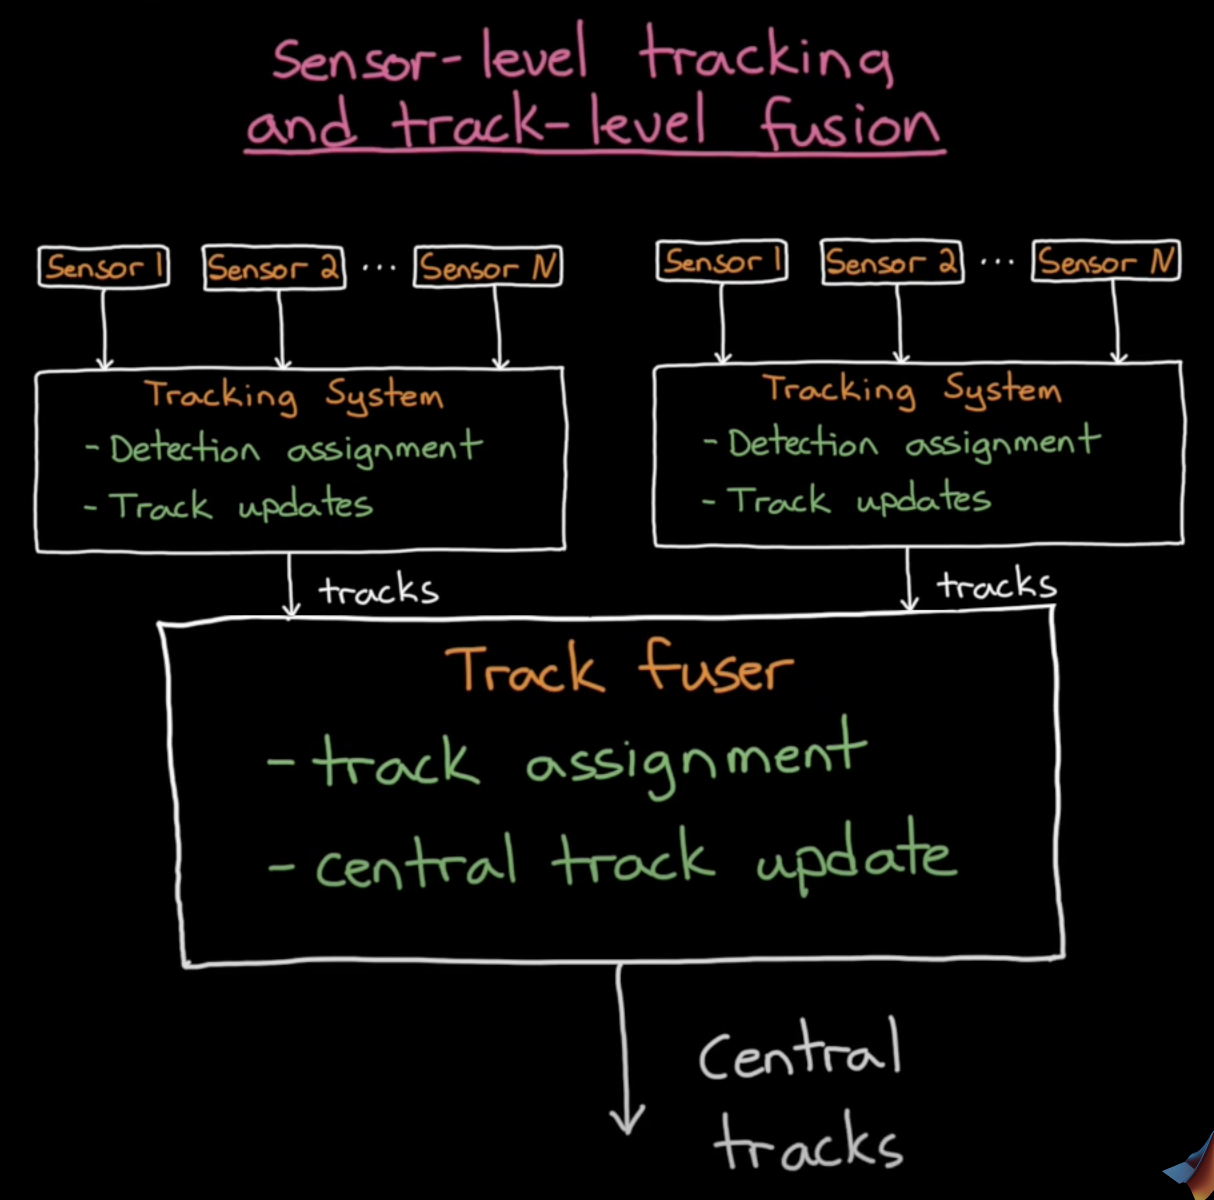 Sensor-level tracking
and track-level fusion
Sensor 1 Sensor 2 ... Sensor N
Sensor 1 Sensor 2 ... Sensor N
Tracking System
- Detection assignment
- Track updates
Tracking System
- Detection assignment
- Track updates
tracks
tracks
Track fuser
- track assignment
- central track update
Central
tracks